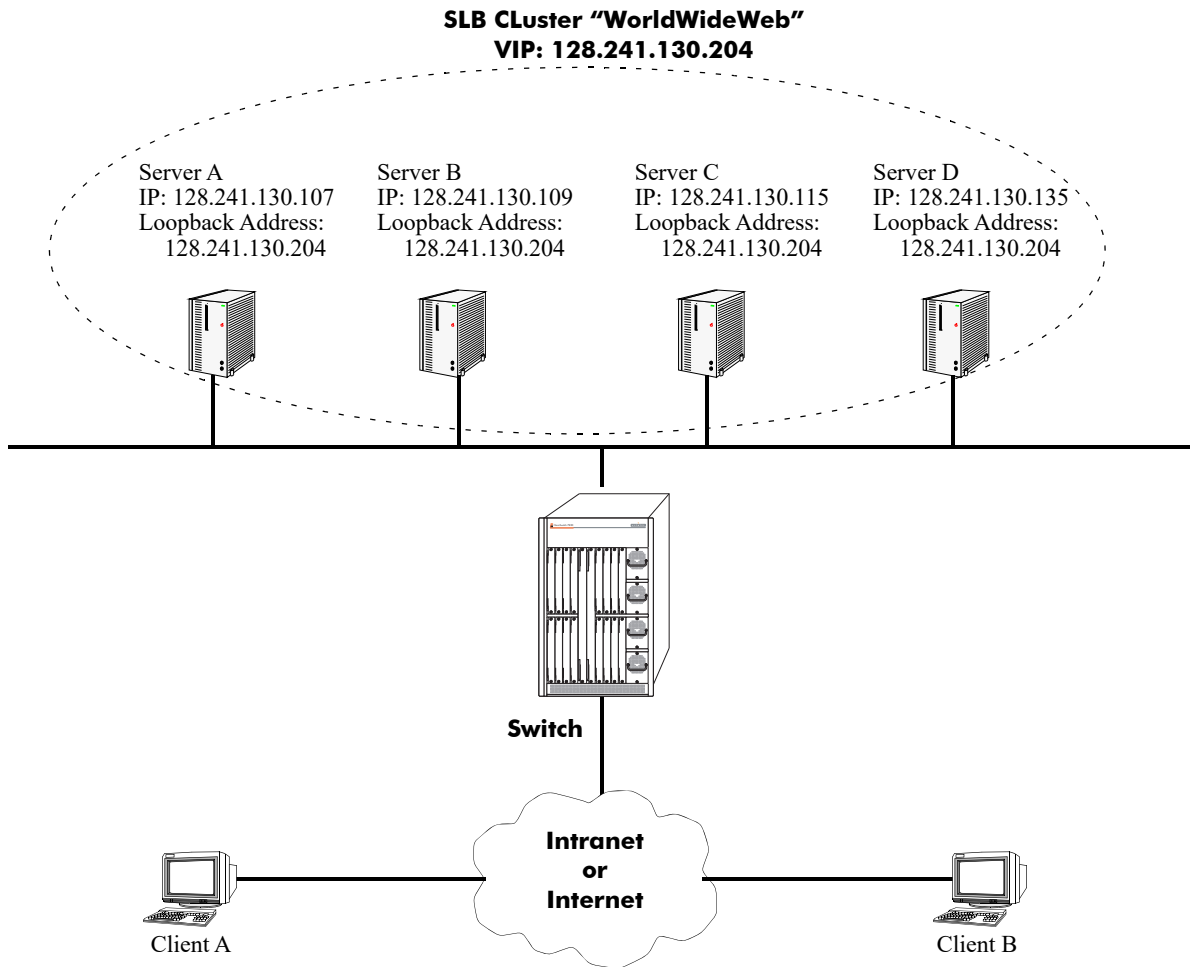 SLB CLuster “WorldWideWeb”
VIP: 128.241.130.204
Server A
IP: 128.241.130.107
Loopback Address:
128.241.130.204
Server B
IP: 128.241.130.109
Loopback Address:
128.241.130.204
Server C
IP: 128.241.130.115
Loopback Address:
128.241.130.204
Server D
IP: 128.241.130.135
Loopback Address:
128.241.130.204
Switch
Intranet
or
Internet
Client A
Client B